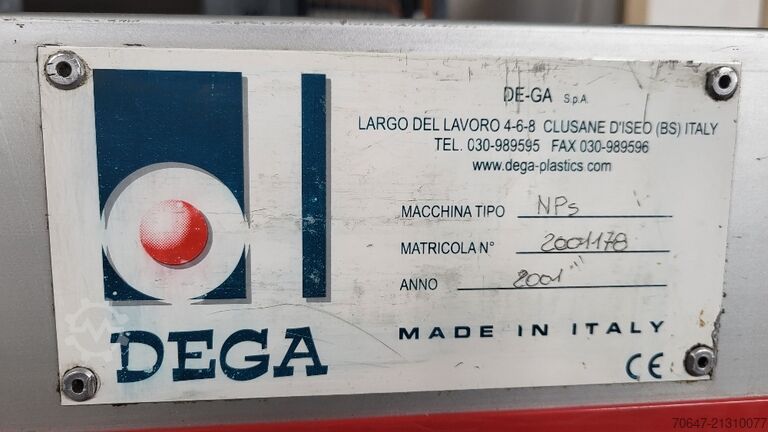 DE-GA S.p.A.
LARGO DEL LAVORO 4-6-8 CLUSANE D'ISEO (BS) ITALY
TEL. 030-989595 FAX 030-989596
www.dega-plastics.com
MACCHINA TIPO NPs
MATRICOLA N° 2001178
ANNO 2001
DEGA
MADE IN ITALY
CE
70647-21310077